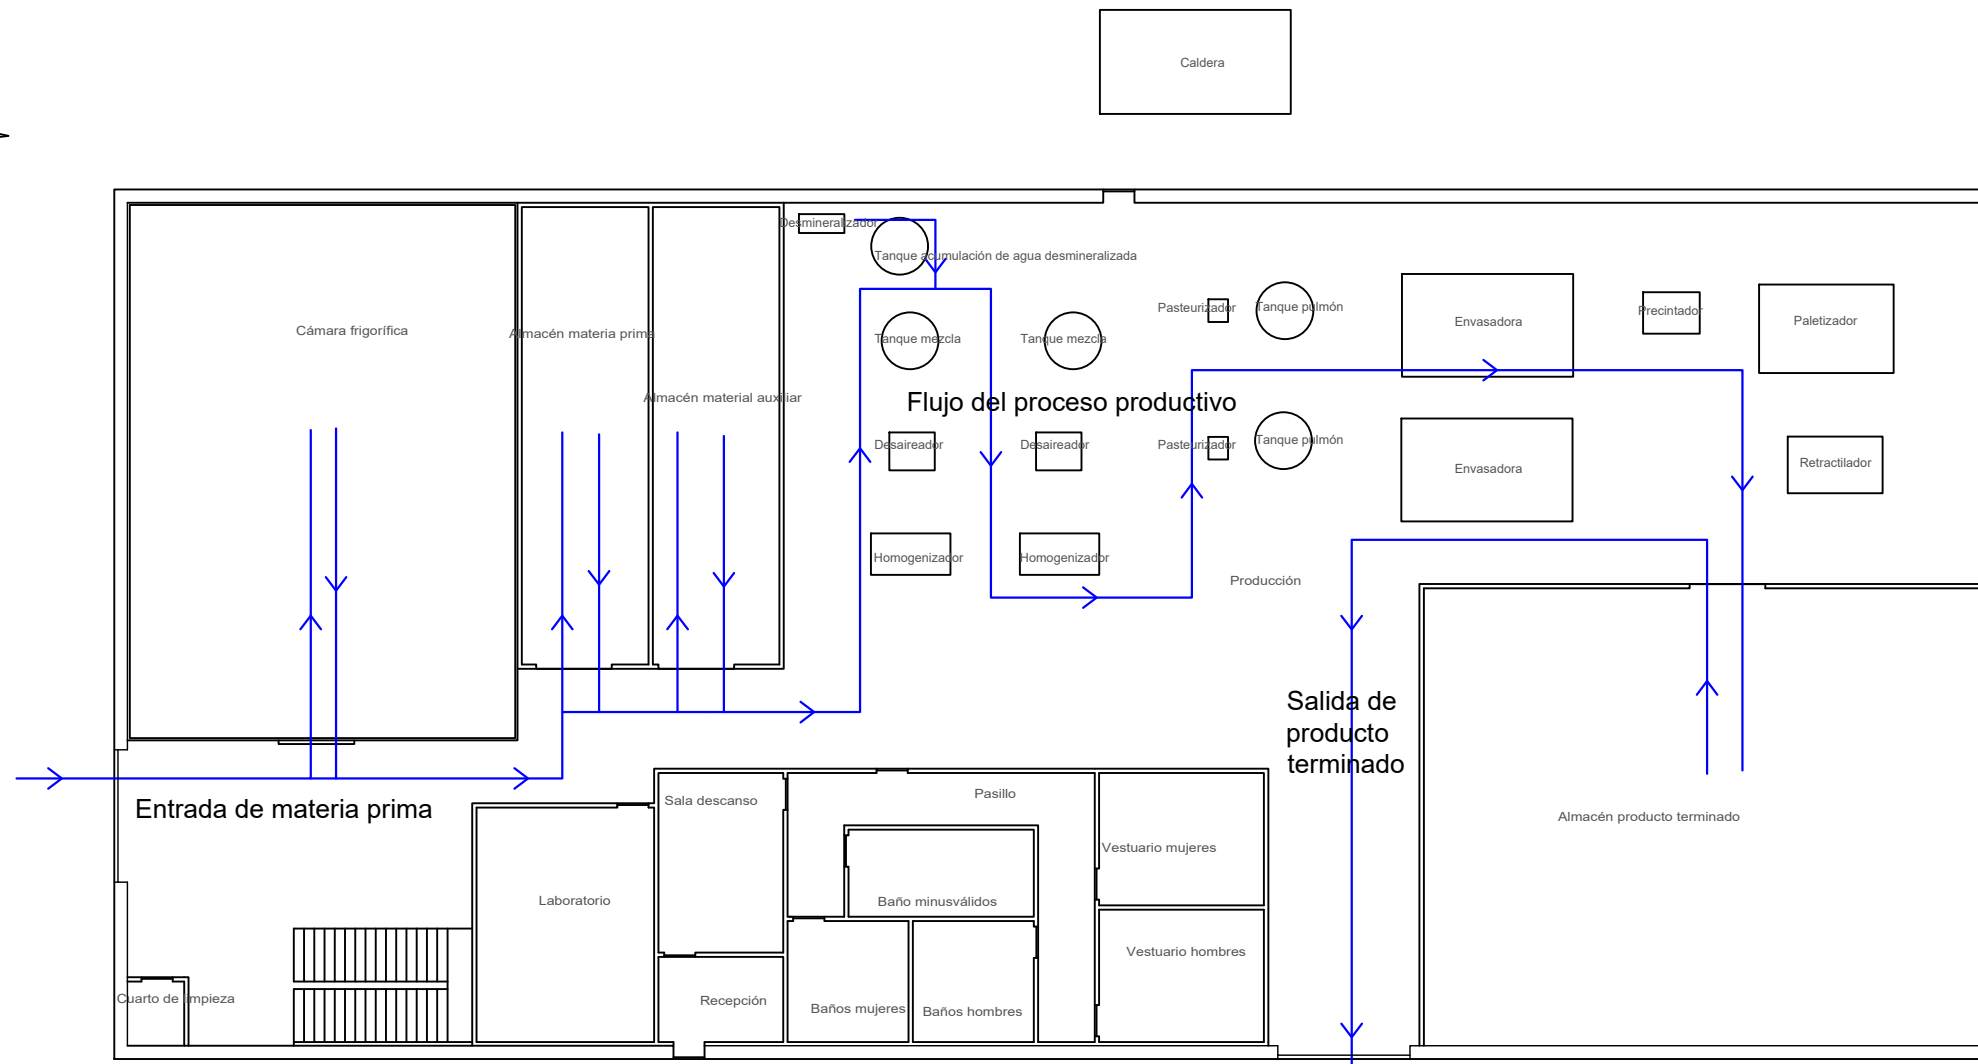 Caldera
Desmineralizador
Tanque acumulación de agua desmineralizada
Cámara frigorífica
Almacén materia prima
Almacén material auxiliar
Tanque mezcla
Tanque mezcla
Pasteurizador
Tanque pulmón
Envasadora
Precintador
Paletizador
Flujo del proceso productivo
Desaireador
Desaireador
Pasteurizador
Tanque pulmón
Envasadora
Retractilador
Homogenizador
Homogenizador
Producción
Salida de
producto
terminado
Entrada de materia prima
Sala descanso
Pasillo
Almacén producto terminado
Vestuario mujeres
Laboratorio
Baño minusválidos
Vestuario hombres
Cuarto de limpieza
Recepción
Baños mujeres
Baños hombres